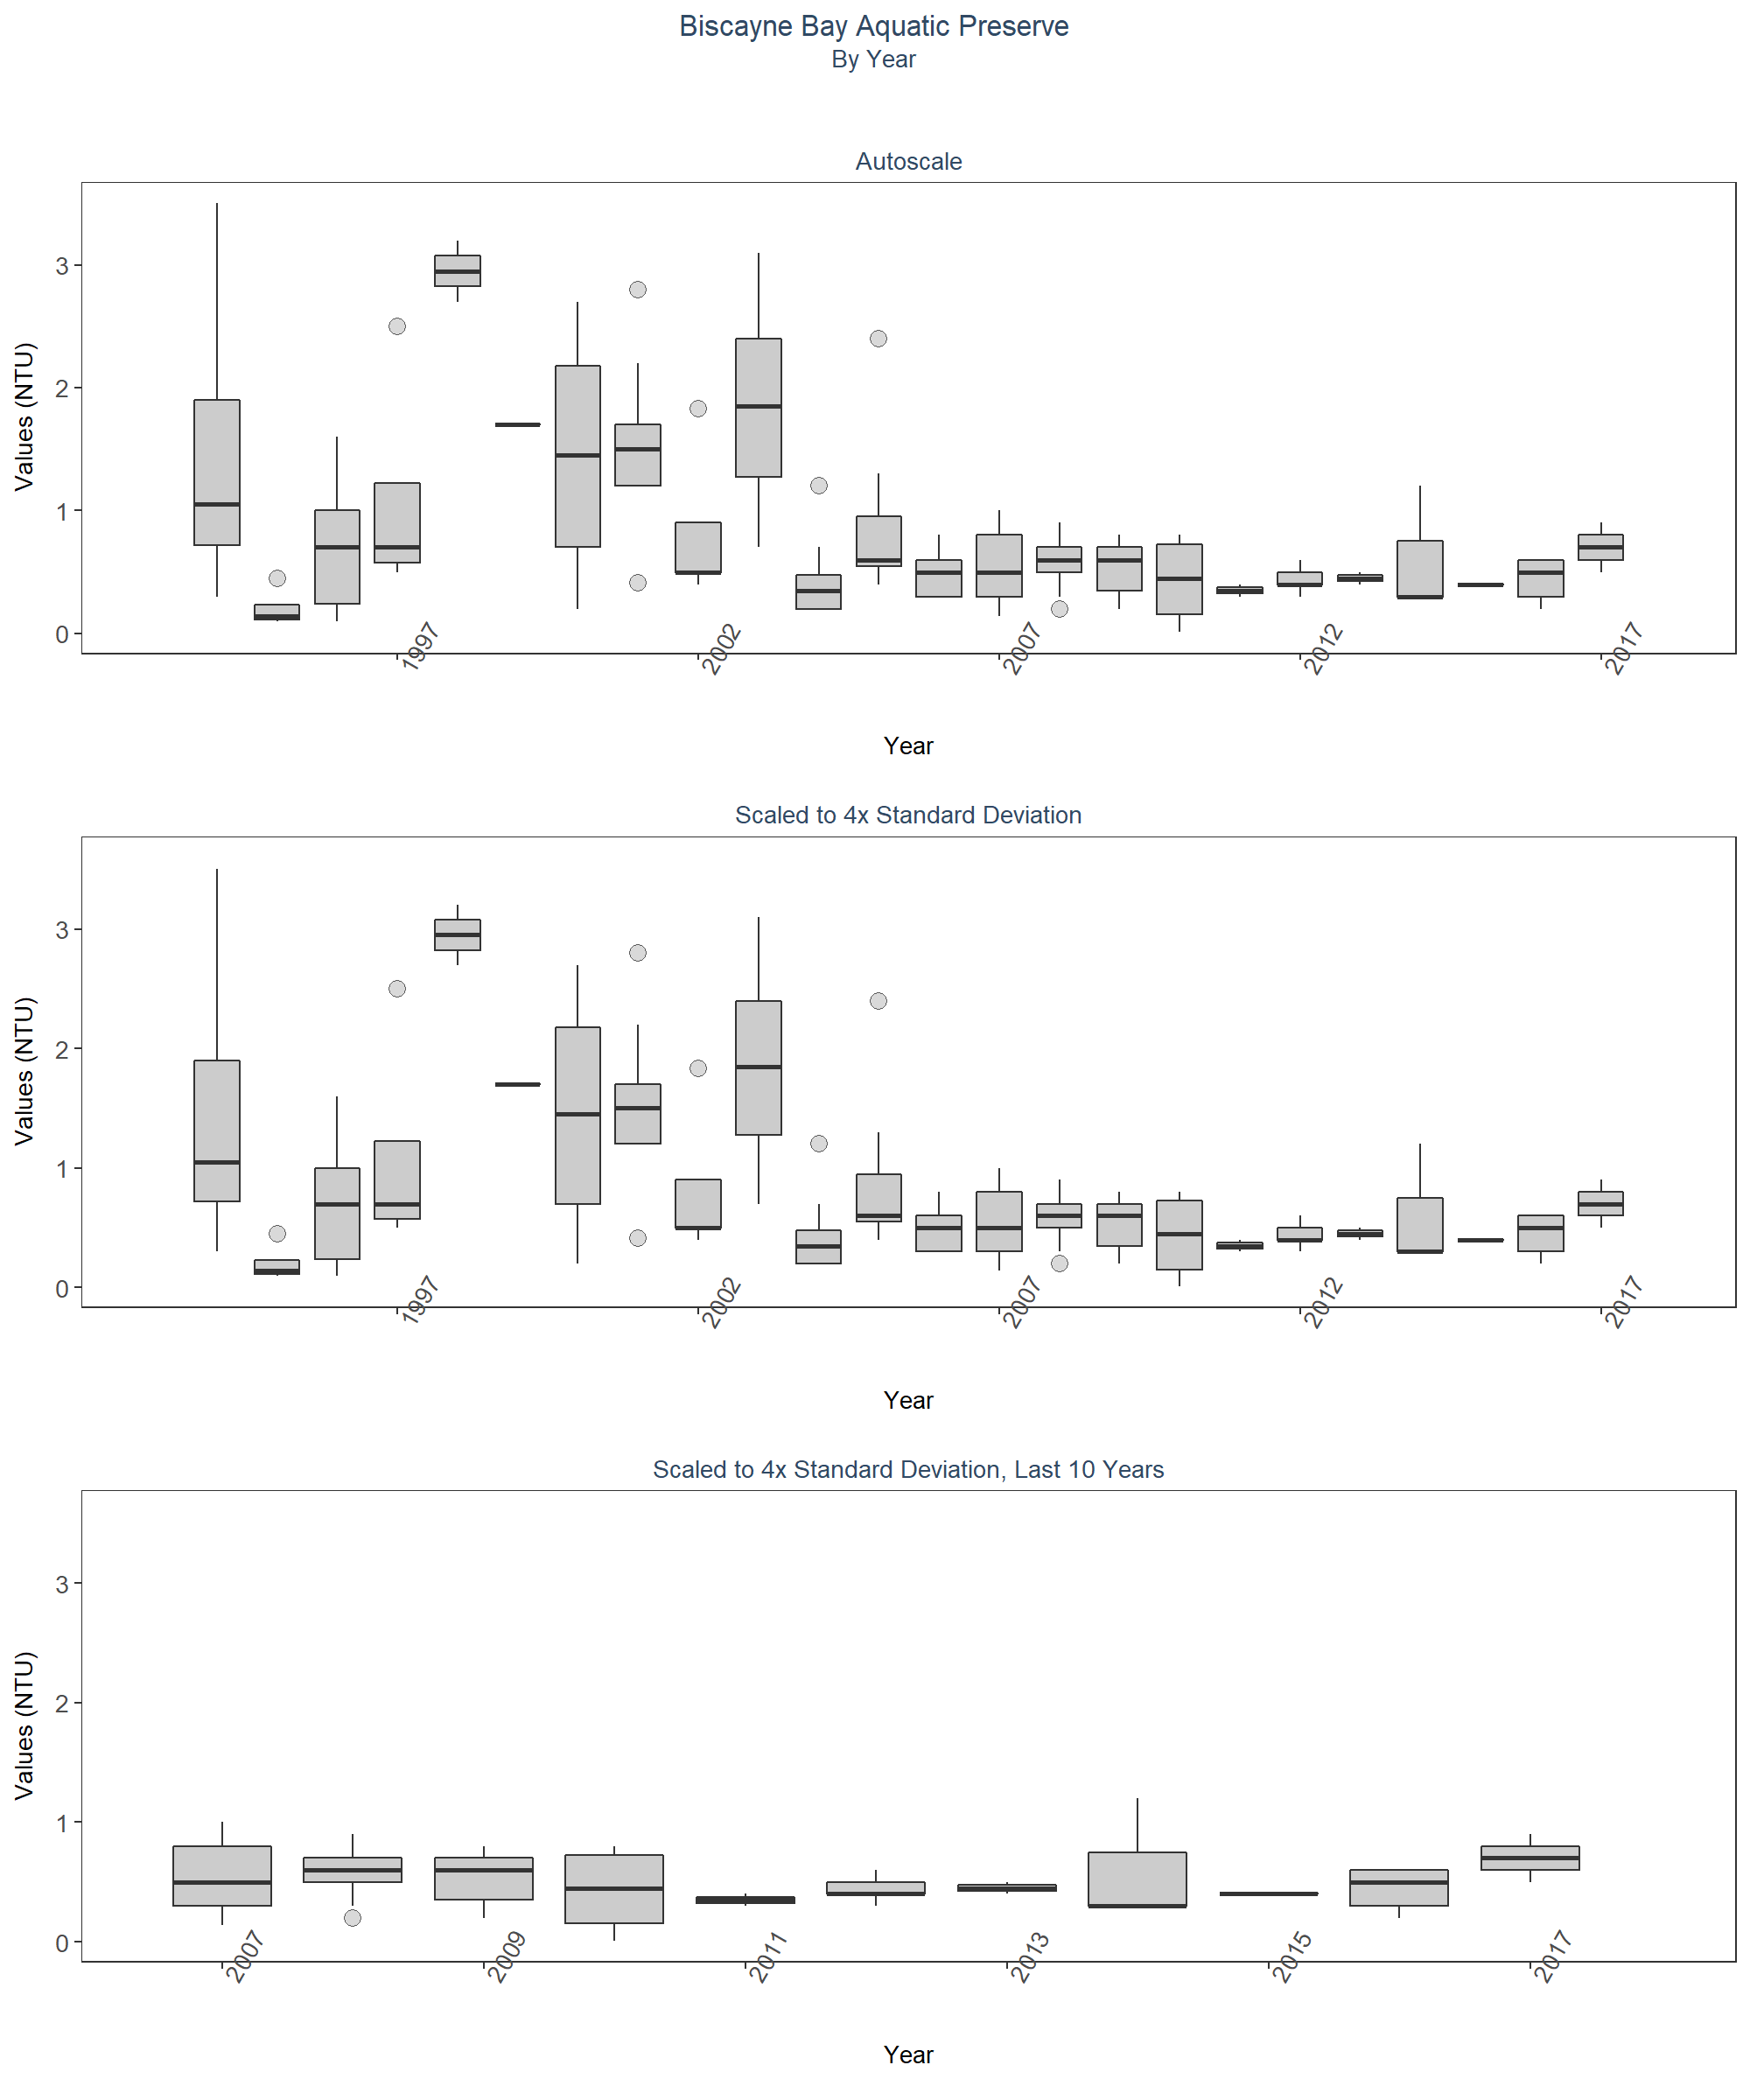 Biscayne Bay Aquatic Preserve
By Year
Autoscale
Values (NTU)
3
2
1
0
1997 2002 2007 2012 2017
Year
Scaled to 4x Standard Deviation
Values (NTU)
3
2
1
0
1997 2002 2007 2012 2017
Year
Scaled to 4x Standard Deviation, Last 10 Years
Values (NTU)
3
2
1
0
2007 2009 2011 2013 2015 2017
Year